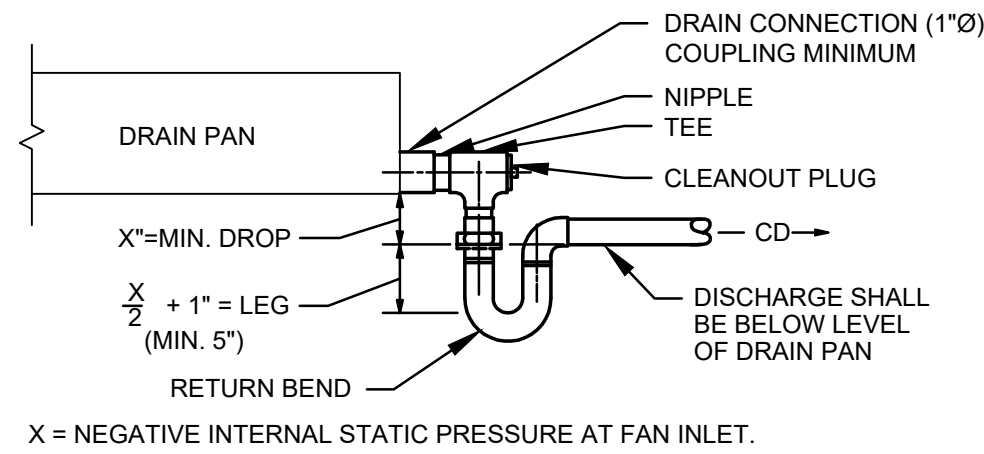 DRAIN CONNECTION (1"Ø)
COUPLING MINIMUM
NIPPLE
TEE
DRAIN PAN
CLEANOUT PLUG
X"=MIN. DROP
CD
X/2 + 1" = LEG
(MIN. 5")
DISCHARGE SHALL
BE BELOW LEVEL
OF DRAIN PAN
RETURN BEND
X = NEGATIVE INTERNAL STATIC PRESSURE AT FAN INLET.